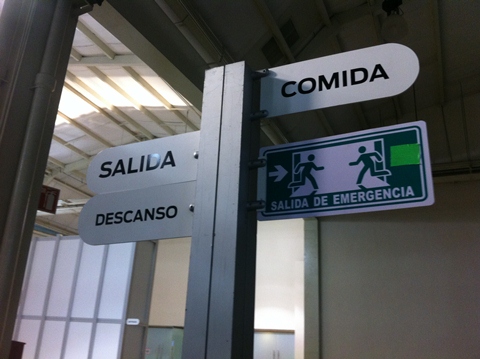 COMIDA
SALIDA
DESCANSO
SALIDA DE EMERGENCIA